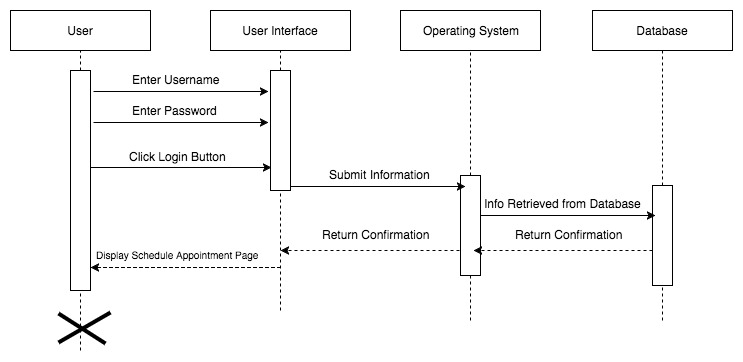 User
User Interface
Operating System
Database
Enter Username
Enter Password
Click Login Button
Submit Information
Info Retrieved from Database
Return Confirmation
Return Confirmation
Display Schedule Appointment Page